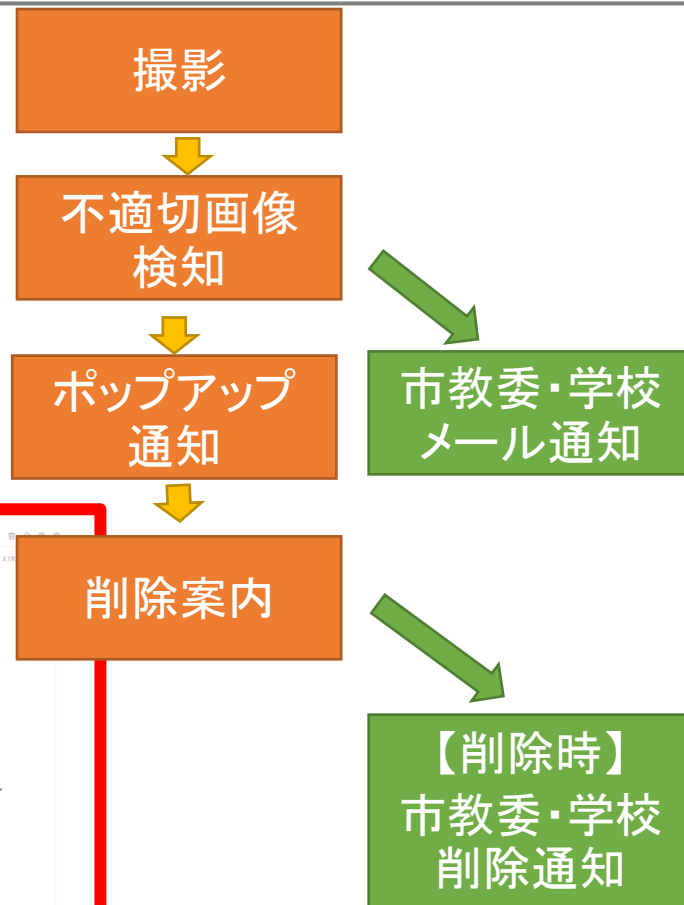 撮影
不適切画像
検知
ポップアップ
通知
市教委・学校
メール通知
削除案内
【削除時】
市教委・学校
削除通知